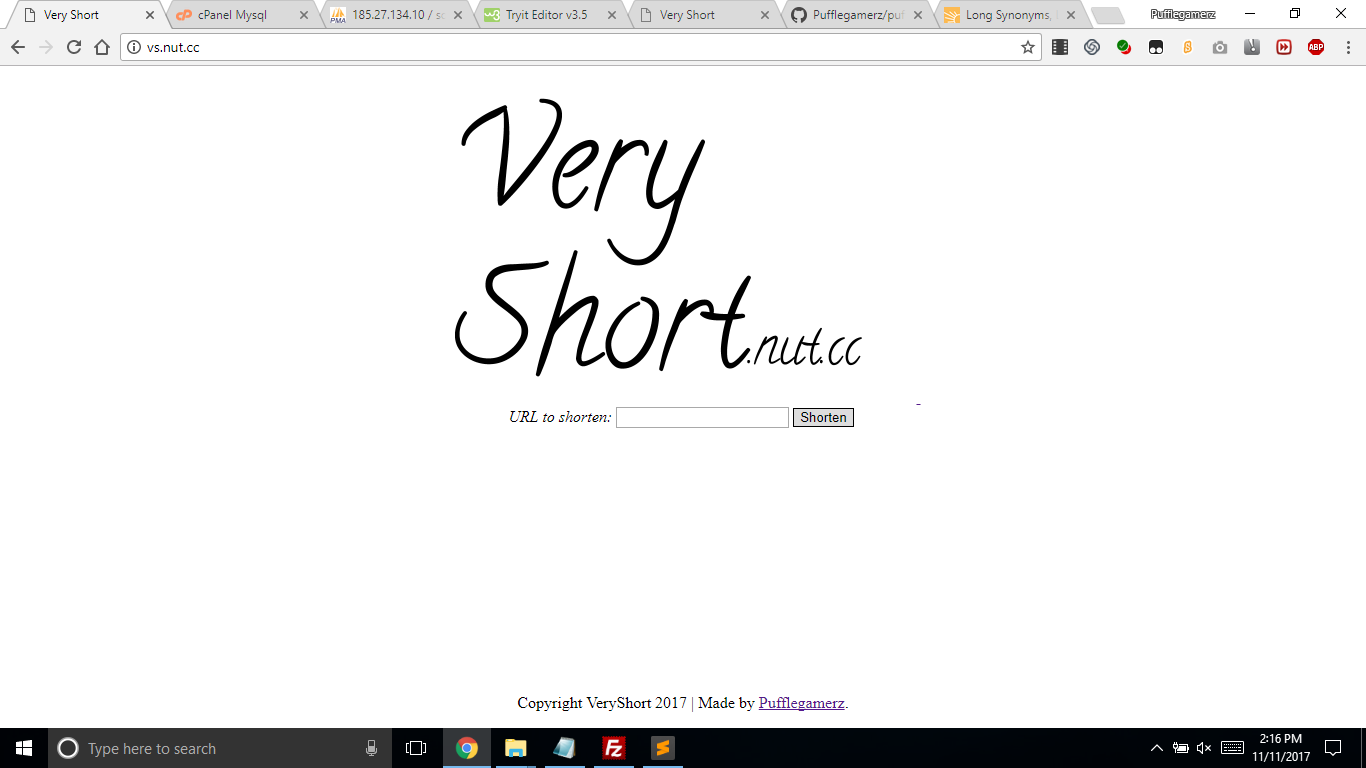 Very Short
cPanel Mysql
185.27.134.10 / sc
Tryit Editor v3.5
Very Short
Pufflegamerz/puf
Long Synonyms,
Pufflegamerz
vs.nut.cc
ABP
Very
Short.nut.cc
URL to shorten:
Shorten
Copyright VeryShort 2017 | Made by Pufflegamerz.
Type here to search
2:16 PM
11/11/2017